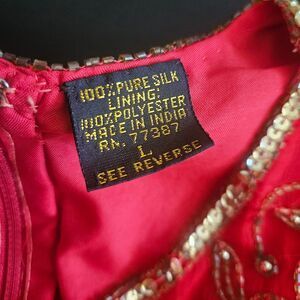 100% PURE SILK
LINING:
100% POLYESTER
MADE IN INDIA
RN. 77387
L
SEE REVERSE